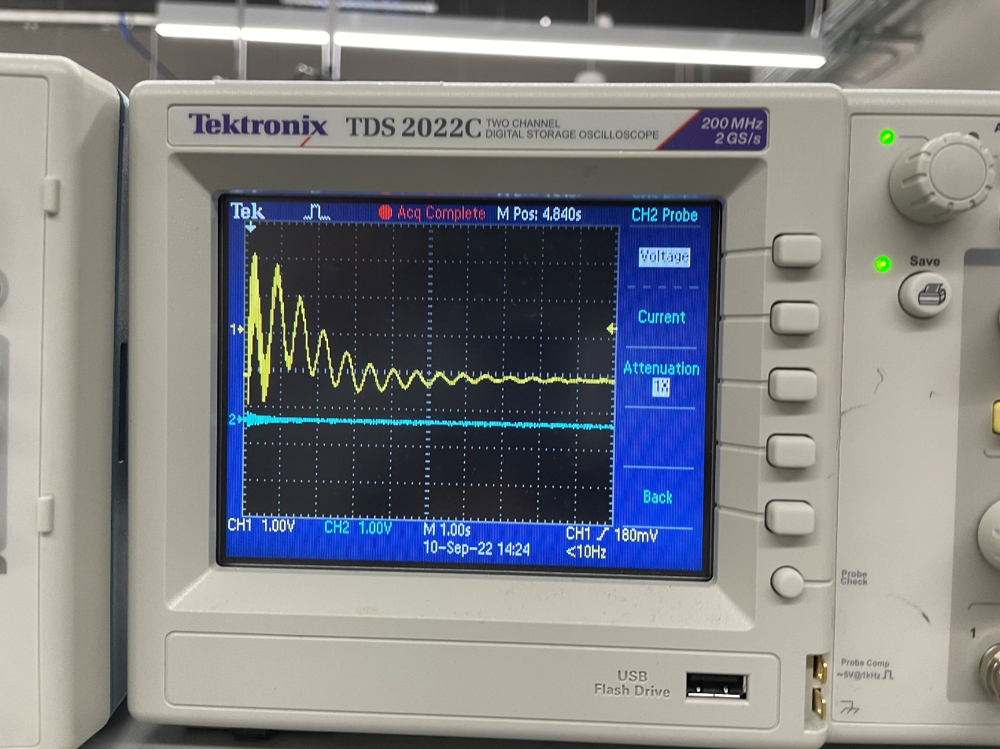 Tektronix TDS 2022C TWO CHANNEL
DIGITAL STORAGE OSCILLOSCOPE
200 MHz
2 GS/s
Tek Acq Complete M Pos: 4.840s
CH2 Probe
Voltage
Current
Attenuation
1X
Back
1
2
CH1 1.00V CH2 1.00V M 1.00s CH1 180mV
10-Sep-22 14:24 <10Hz
Save
Probe
Check
1
Probe Comp
~5V@1kHz
USB
Flash Drive